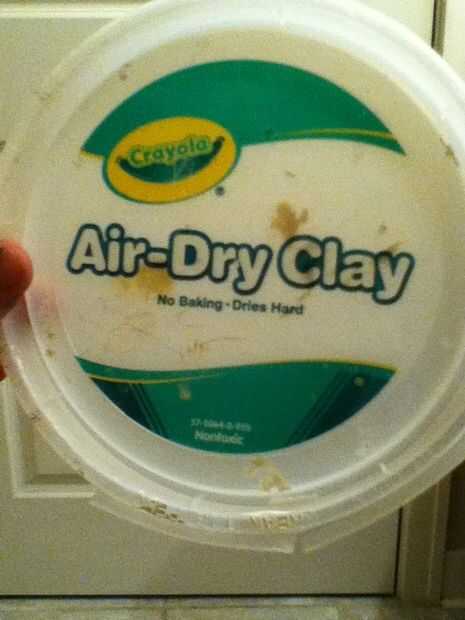 Crayola
Air-Dry Clay
No Baking • Dries Hard
Nontoxic